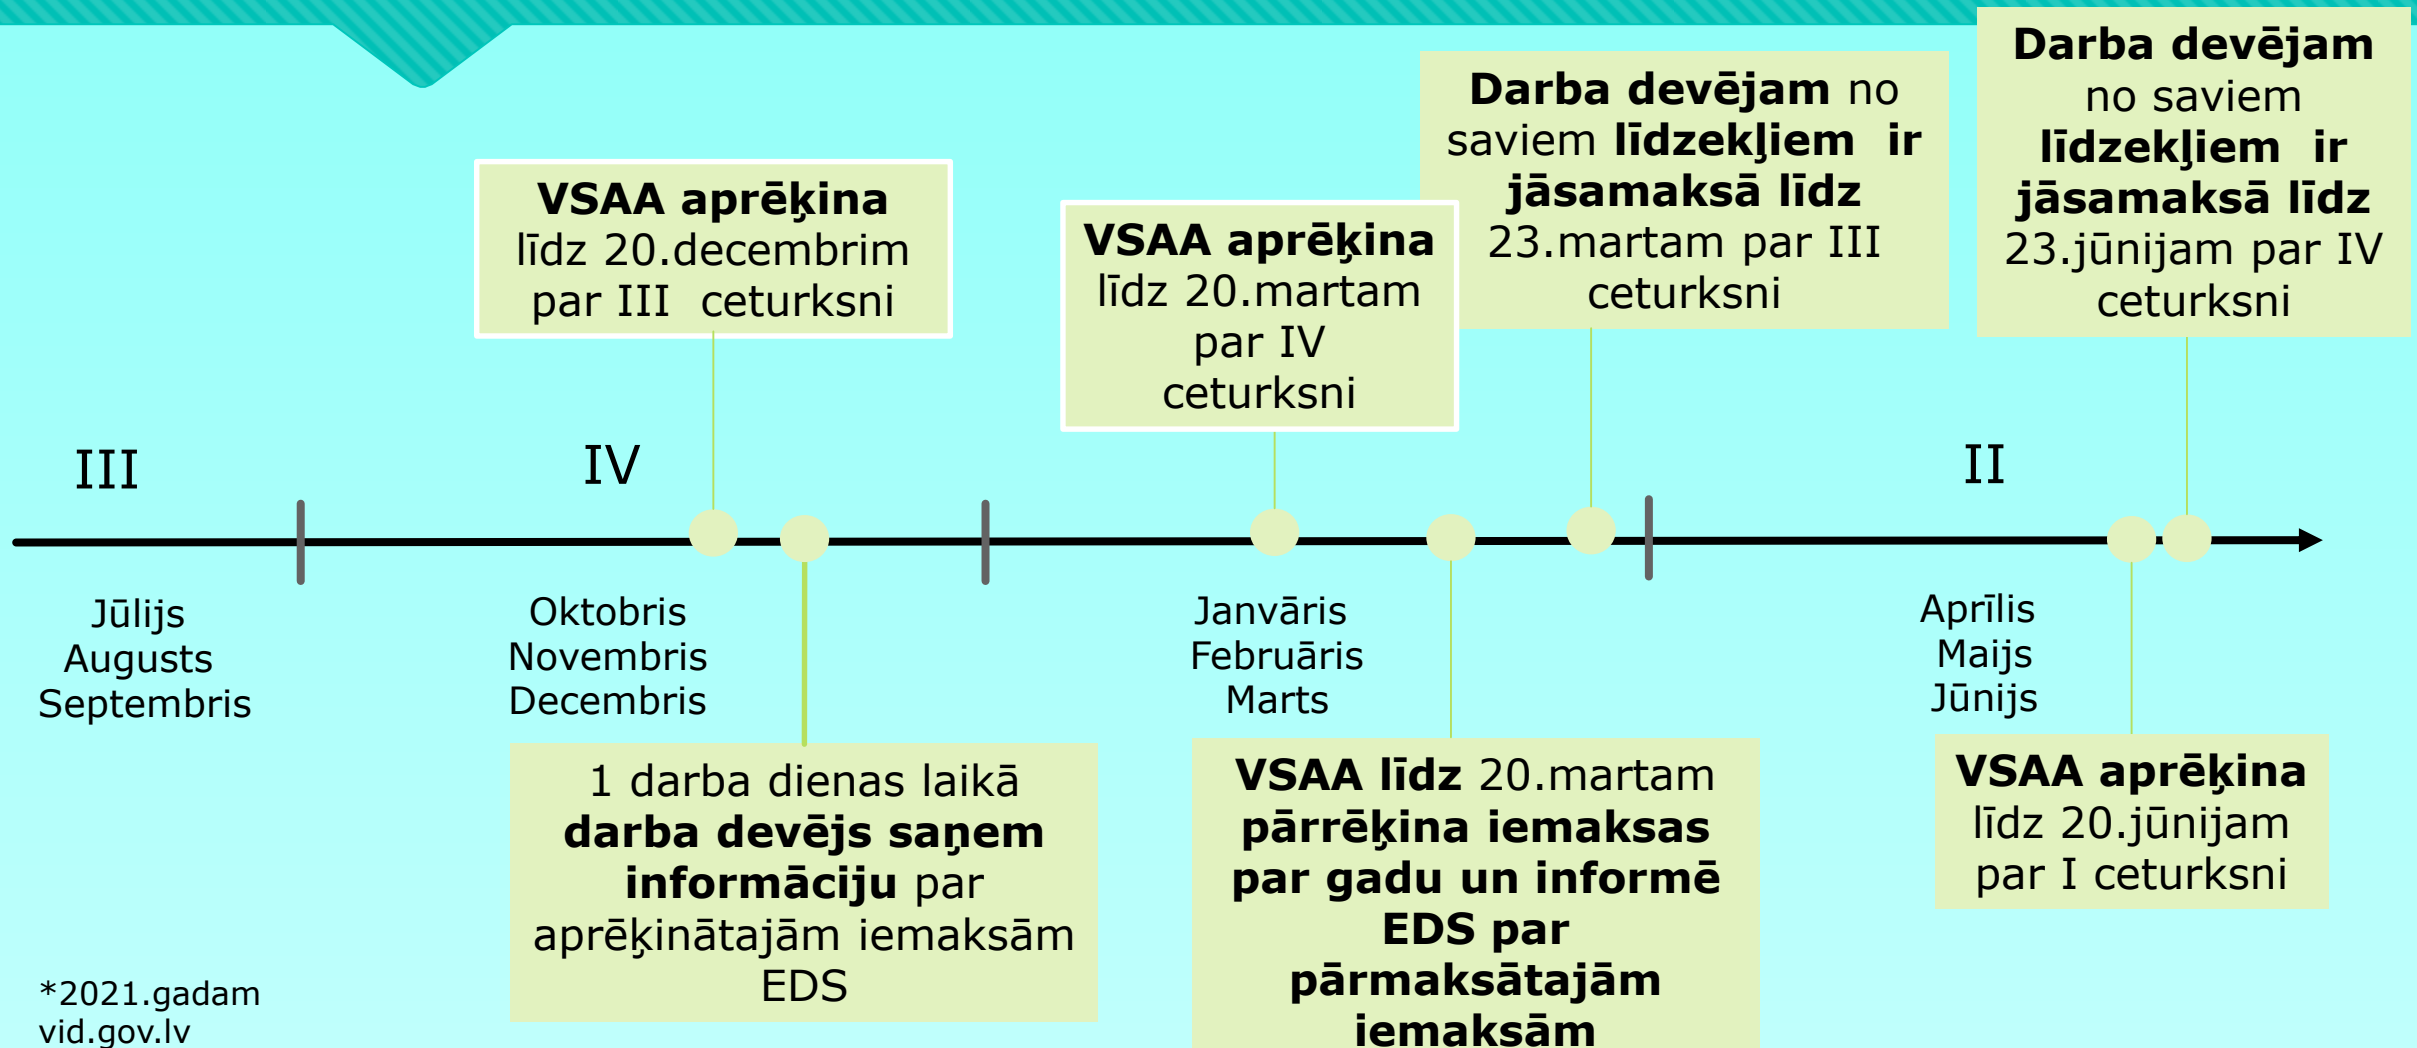 VSAA aprēķina
līdz 20.decembrim
par III  ceturksni
VSAA aprēķina
līdz 20.martam
par IV
ceturksni
Darba devējam no
saviem līdzekļiem  ir
jāsamaksā līdz
23.martam par III
ceturksni
Darba devējam
no saviem
līdzekļiem  ir
jāsamaksā līdz
23.jūnijam par IV
ceturksni
III
IV
II
Jūlijs
Augusts
Septembris
Oktobris
Novembris
Decembris
Janvāris
Februāris
Marts
Aprīlis
Maijs
Jūnijs
1 darba dienas laikā
darba devējs saņem
informāciju par
aprēķinātajām iemaksām
EDS
VSAA līdz 20.martam
pārrēķina iemaksas
par gadu un informē
EDS par
pārmaksātajām
iemaksām
VSAA aprēķina
līdz 20.jūnijam
par I ceturksni
*2021.gadam
vid.gov.lv